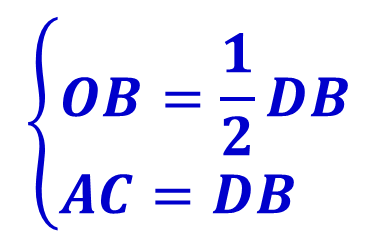 OB = 1/2 DB
AC = DB